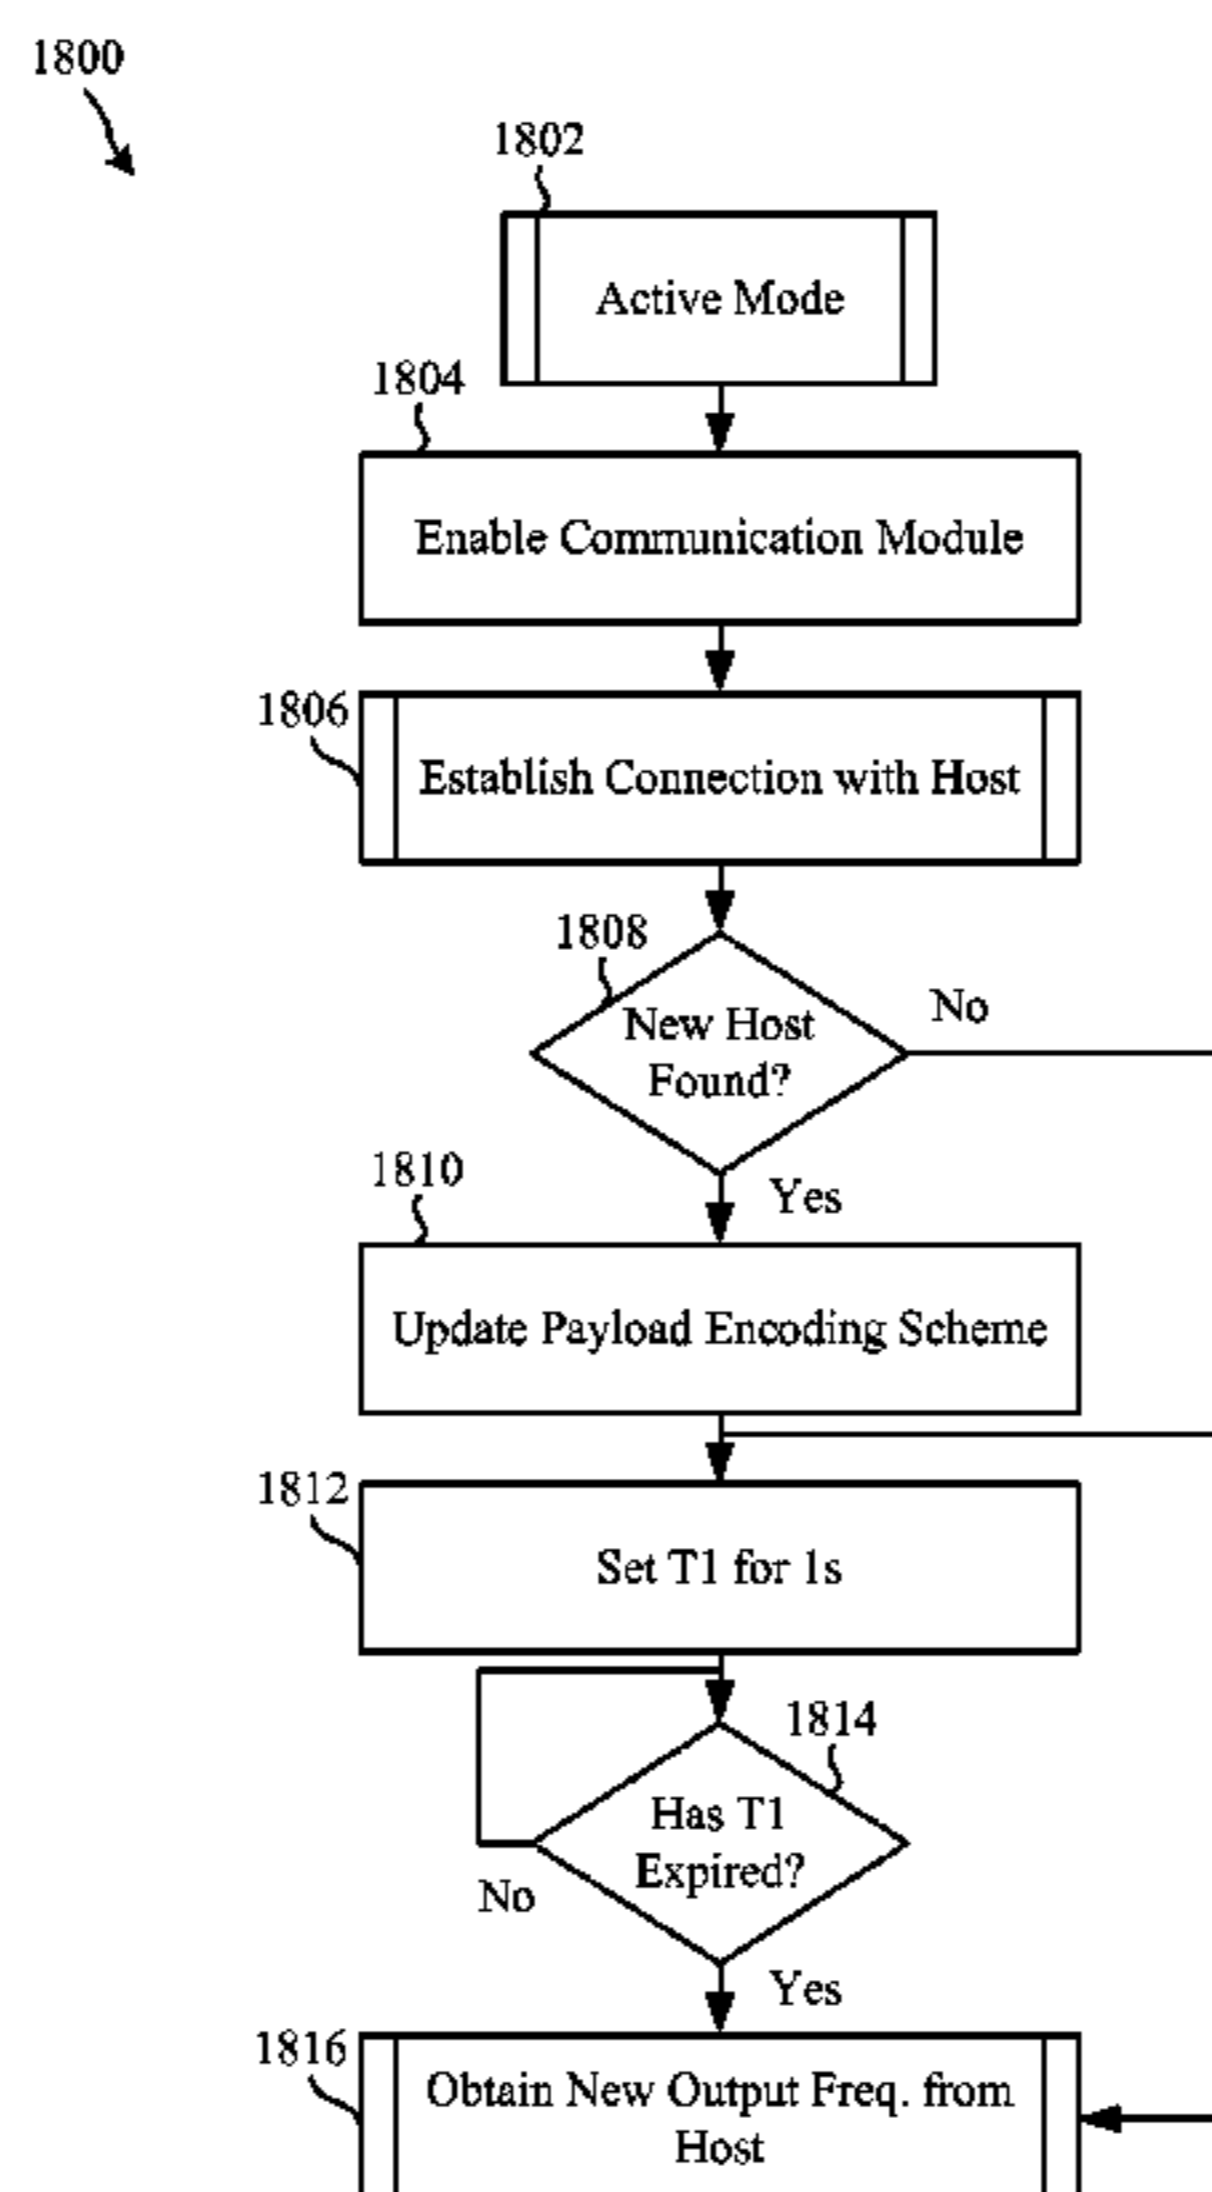 1800
1802
Active Mode
1804
Enable Communication Module
1806
Establish Connection with Host
1808
New Host
Found?
No
Yes
1810
Update Payload Encoding Scheme
1812
Set T1 for 1s
1814
Has T1
Expired?
No
Yes
1816
Obtain New Output Freq. from
Host